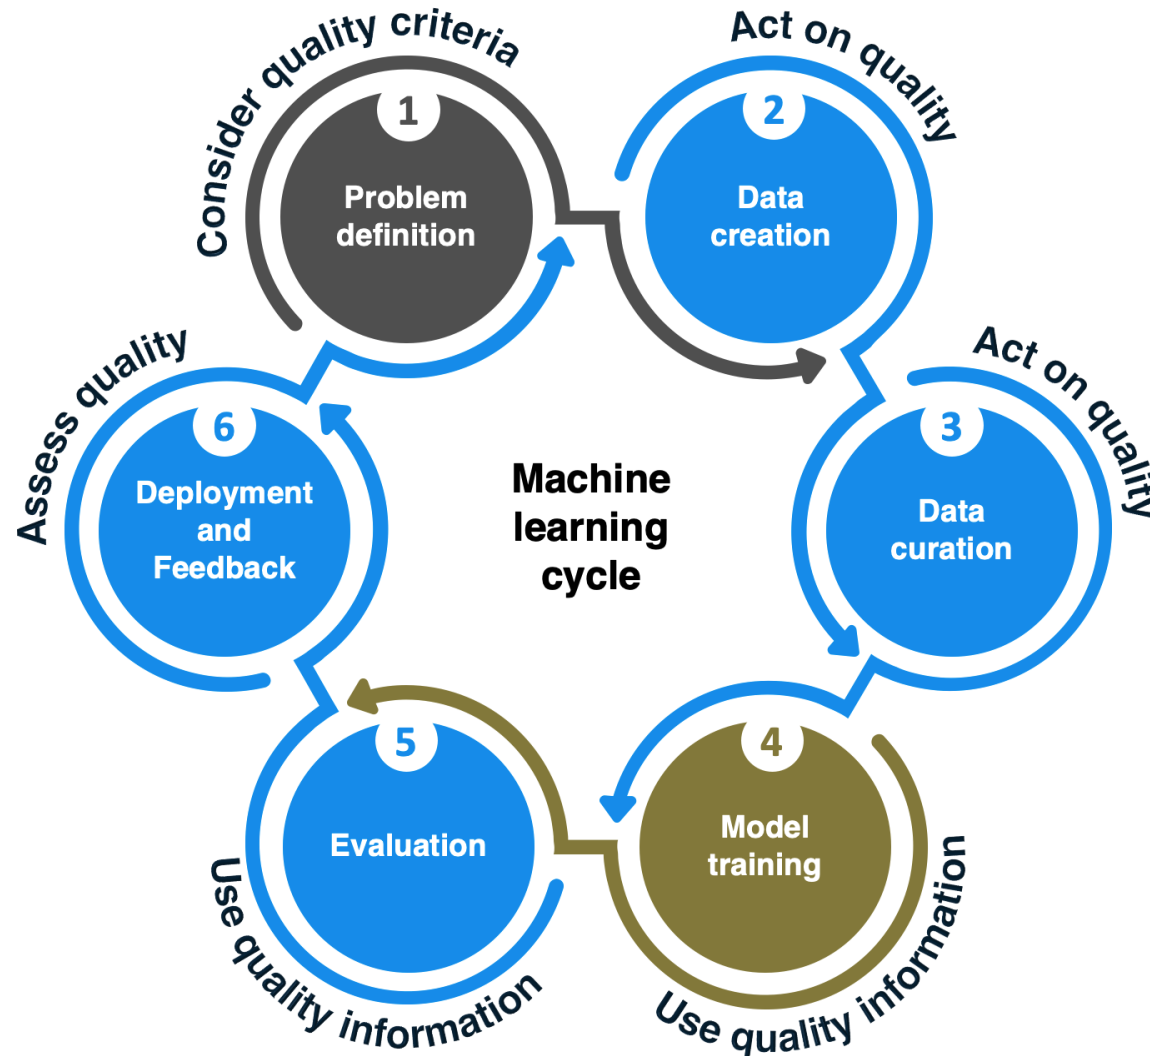 Consider quality criteria
1
Problem
definition
Act on quality
2
Data
creation
Act on quality
3
Data
curation
Use quality information
4
Model
training
Use quality information
5
Evaluation
Assess quality
6
Deployment
and
Feedback
Machine
learning
cycle